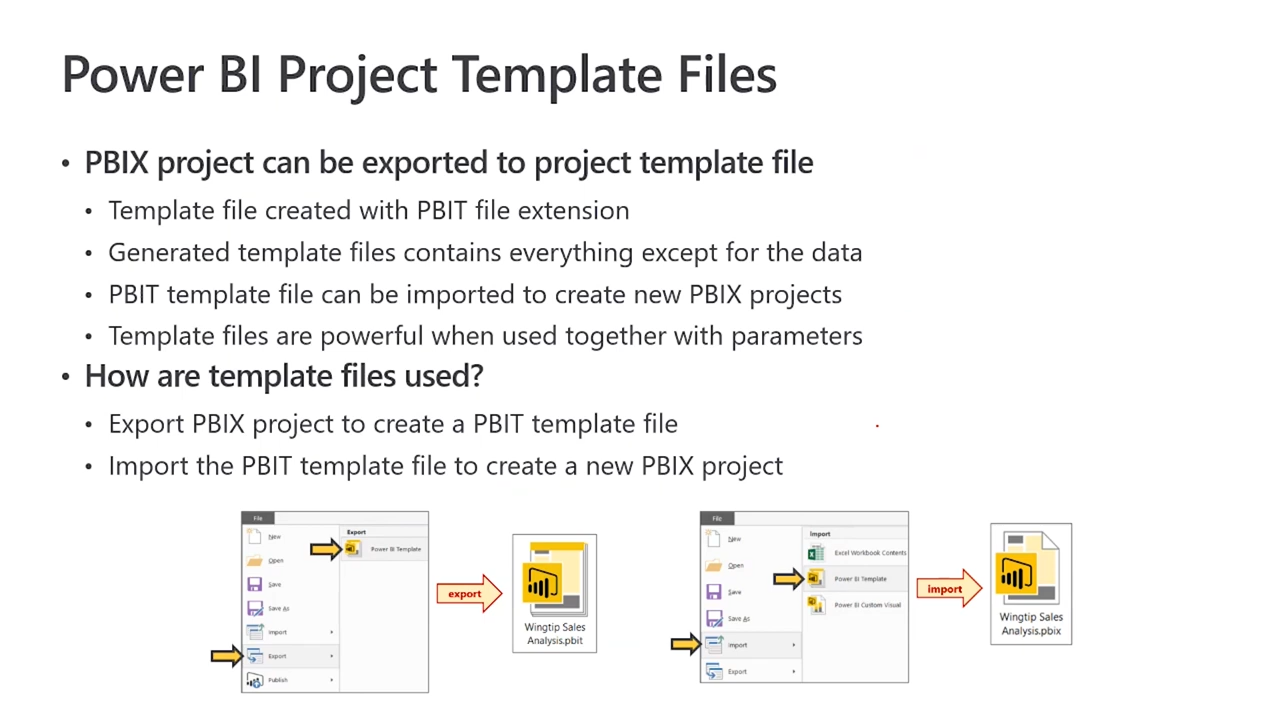 Power BI Project Template Files
• PBIX project can be exported to project template file
• Template file created with PBIT file extension
• Generated template files contains everything except for the data
• PBIT template file can be imported to create new PBIX projects
• Template files are powerful when used together with parameters
• How are template files used?
• Export PBIX project to create a PBIT template file
• Import the PBIT template file to create a new PBIX project
File
New
Open
Save
Save As
Import
Export
Publish
Export
Power BI Template
export
Wingtip Sales
Analysis.pbit
File
New
Open
Save
Save As
Import
Export
Import
Excel Workbook Contents
Power BI Template
Power BI Custom Visual
import
Wingtip Sales
Analysis.pbix